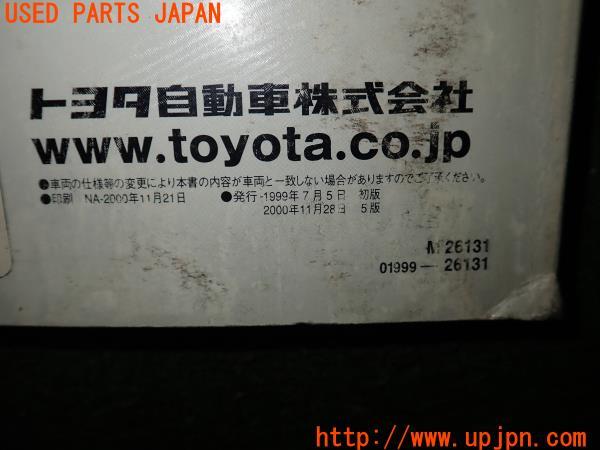 USED PARTS JAPAN
トヨタ自動車株式会社
www.toyota.co.jp
●車両の仕様等の変更により本書の内容が車両と一致しない場合がありますのでご了承ください。
●印刷 NA-2000年11月21日 ●発行-1999年7月5日 初版
2000年11月28日 5版
M 26131
01999-26131
http://www.upjpn.com